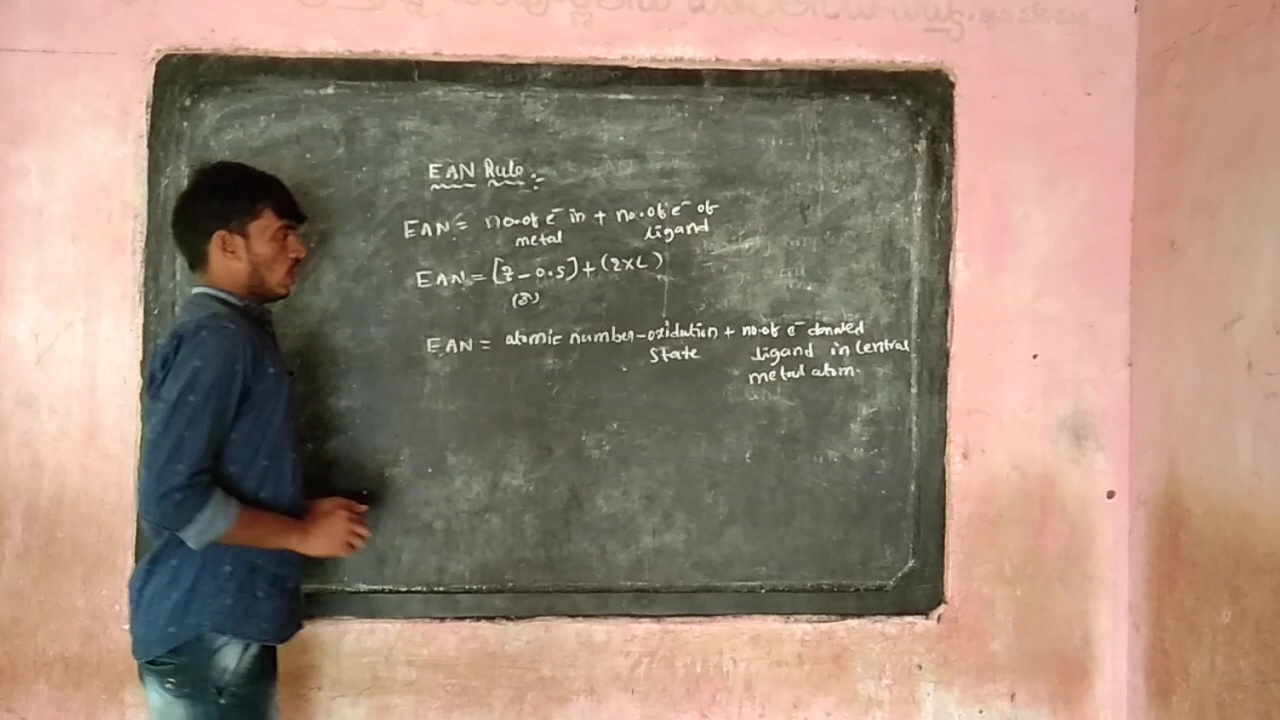 EAN Rule:-
EAN = no.of e⁻ in + no.of e⁻ of
metal ligand
EAN = [z - o.s] + (2xL)
(or)
EAN = atomic number - oxidation + no.of e⁻ donated
state ligand in central
metal atom.